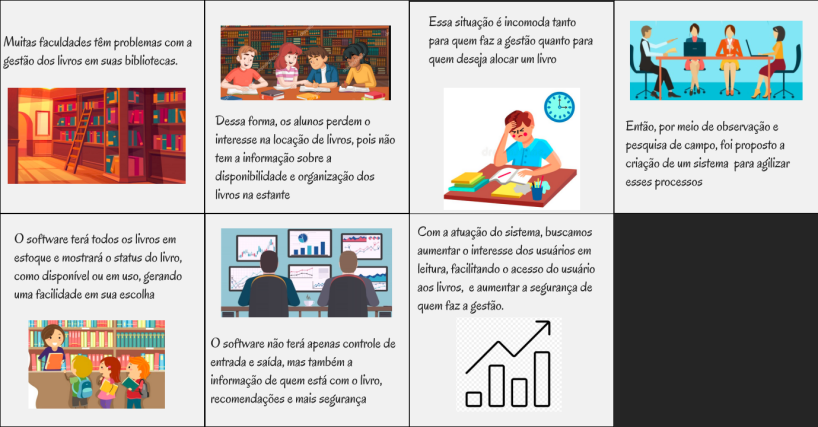 Muitas faculdades têm problemas com a
gestão dos livros em suas bibliotecas.
Dessa forma, os alunos perdem o
interesse na locação de livros, pois não
tem a informação sobre a
disponibilidade e organização dos
livros na estante
Essa situação é incomoda tanto
para quem faz a gestão quanto para
quem deseja alocar um livro
Então, por meio de observação e
pesquisa de campo, foi proposto a
criação de um sistema para agilizar
esses processos
O software terá todos os livros em
estoque e mostrará o status do livro,
como disponível ou em uso, gerando
uma facilidade em sua escolha
O software não terá apenas controle de
entrada e saída, mas também a
informação de quem está com o livro,
recomendações e mais segurança
Com a atuação do sistema, buscamos
aumentar o interesse dos usuários em
leitura, facilitando o acesso do usuário
aos livros, e aumentar a segurança de
quem faz a gestão.